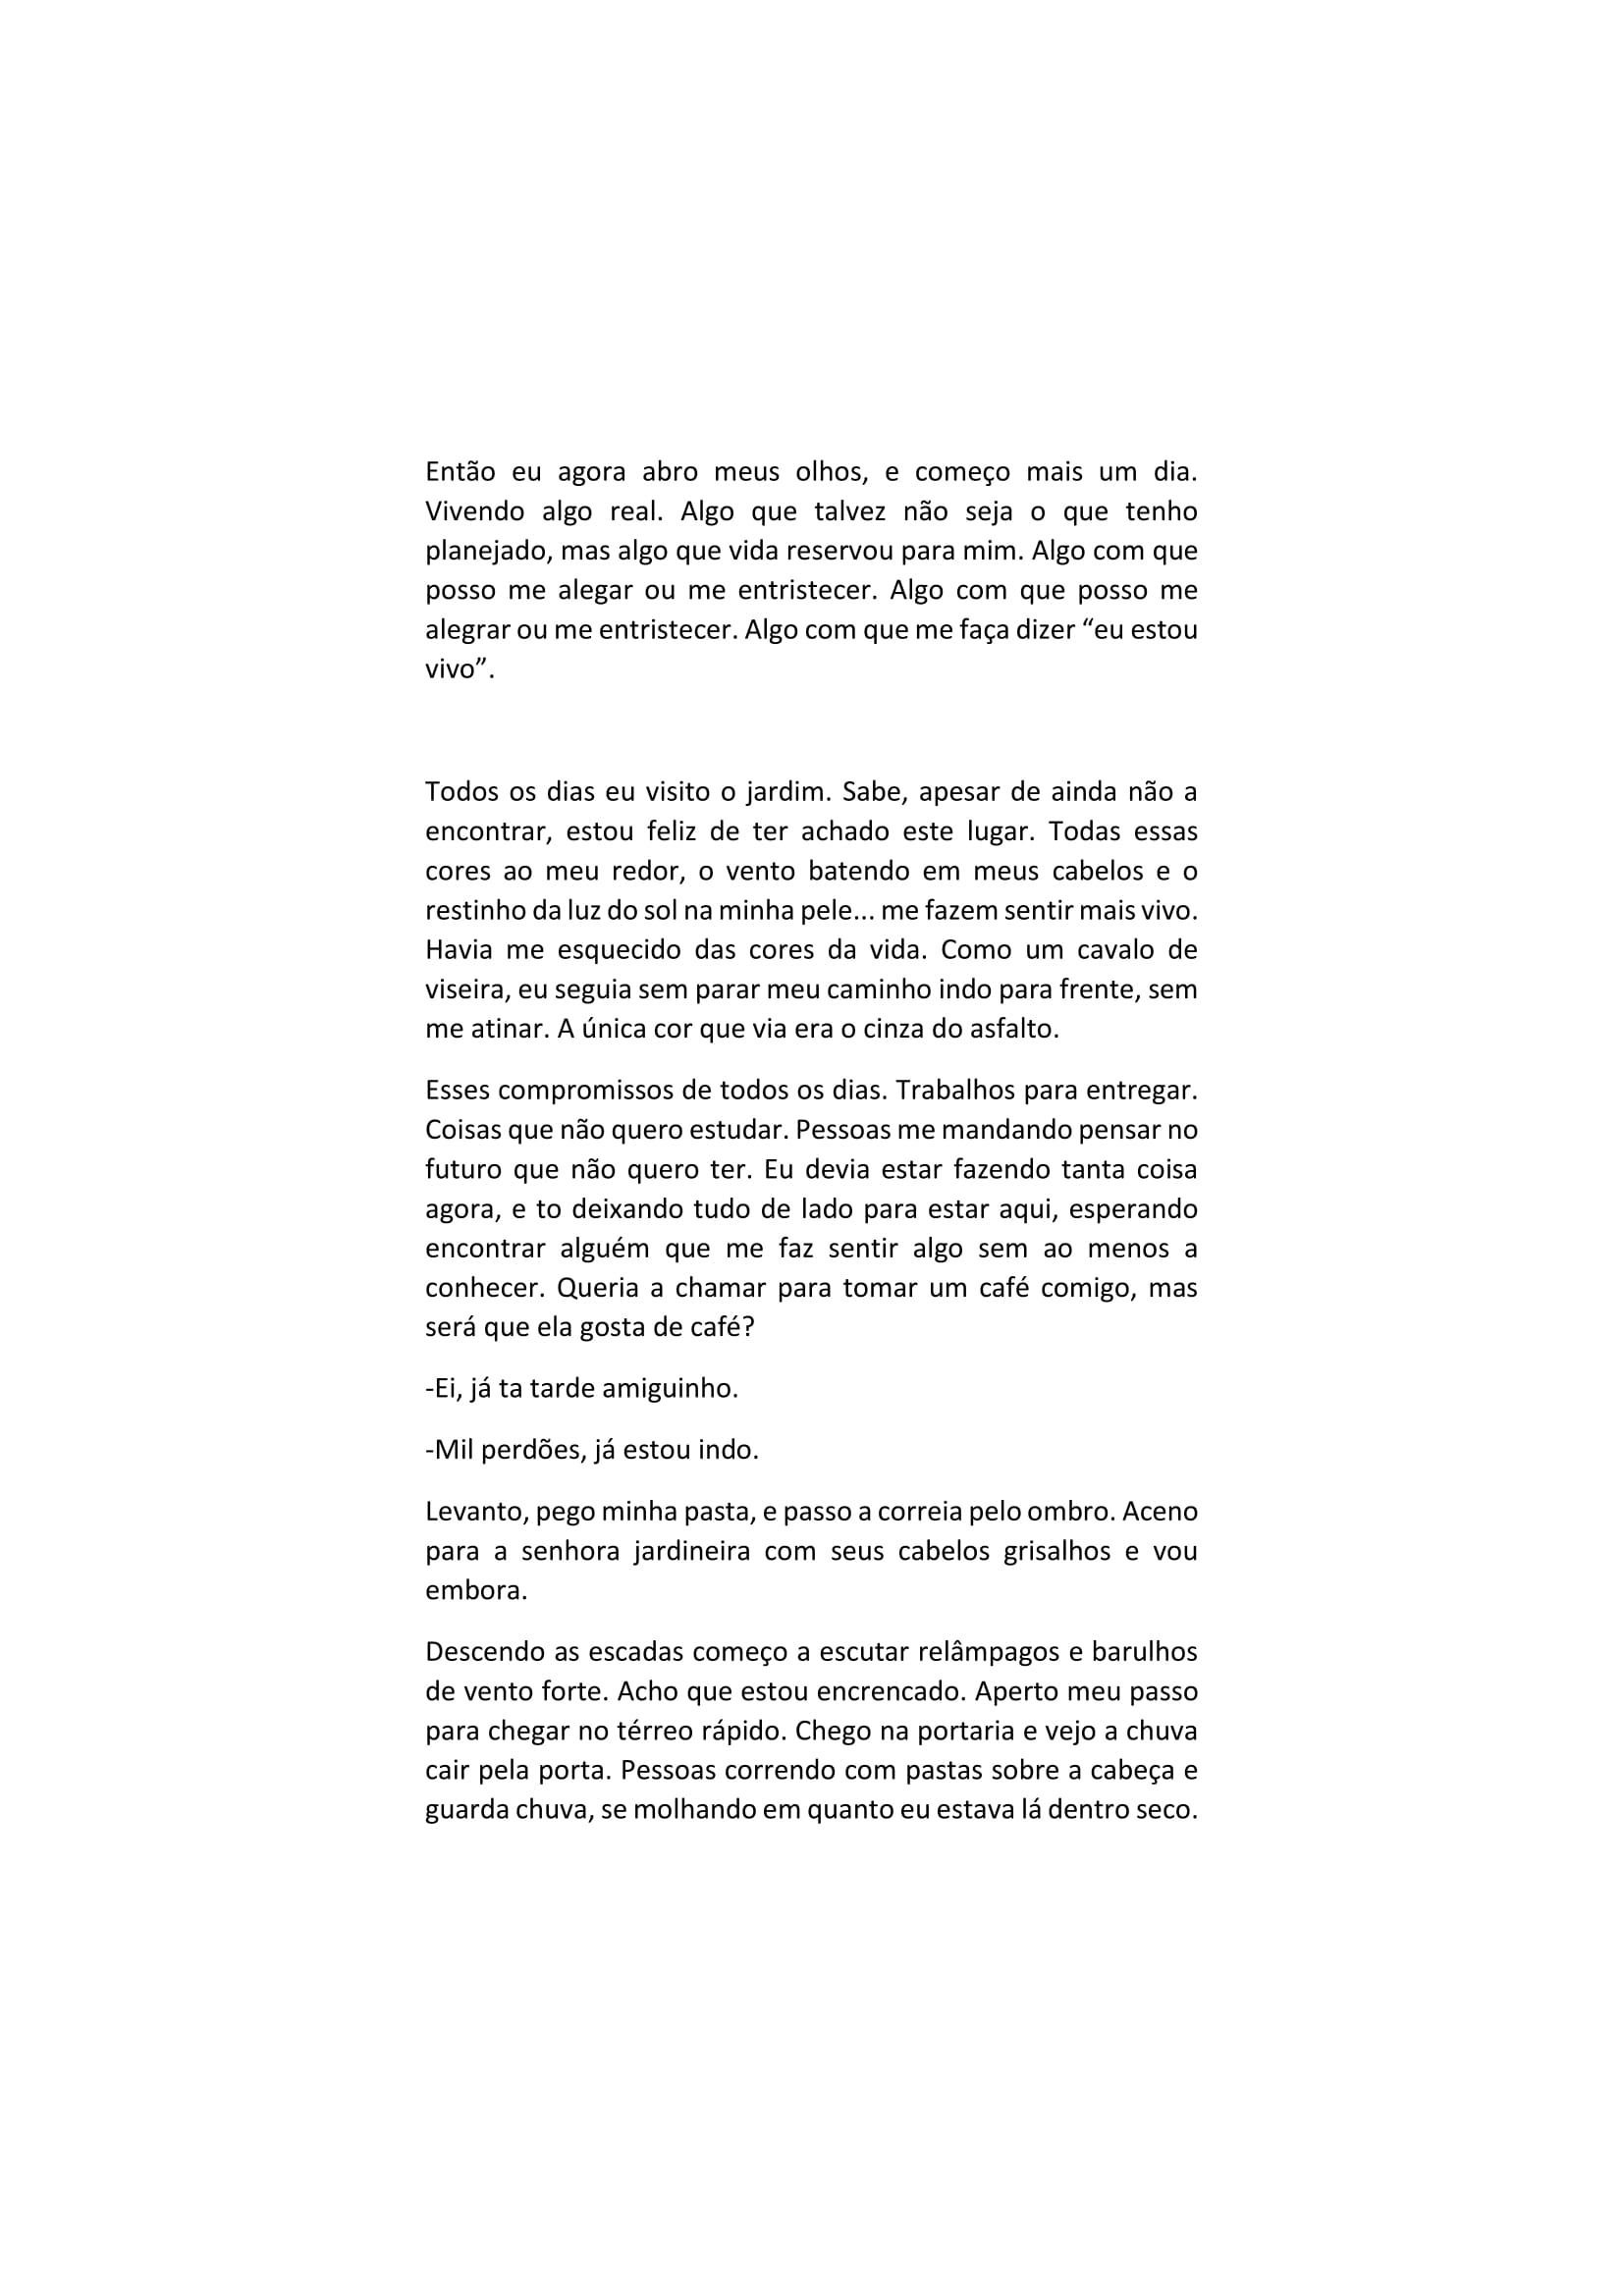 Então eu agora abro meus olhos, e começo mais um dia.
Vivendo algo real. Algo que talvez não seja o que tenho
planejado, mas algo que vida reservou para mim. Algo com que
posso me alegar ou me entristecer. Algo com que posso me
alegrar ou me entristecer. Algo com que me faça dizer “eu estou
vivo”.
Todos os dias eu visito o jardim. Sabe, apesar de ainda não a
encontrar, estou feliz de ter achado este lugar. Todas essas
cores ao meu redor, o vento batendo em meus cabelos e o
restinho da luz do sol na minha pele... me fazem sentir mais vivo.
Havia me esquecido das cores da vida. Como um cavalo de
viseira, eu seguia sem parar meu caminho indo para frente, sem
me atinar. A única cor que via era o cinza do asfalto.
Esses compromissos de todos os dias. Trabalhos para entregar.
Coisas que não quero estudar. Pessoas me mandando pensar no
futuro que não quero ter. Eu devia estar fazendo tanta coisa
agora, e to deixando tudo de lado para estar aqui, esperando
encontrar alguém que me faz sentir algo sem ao menos a
conhecer. Queria a chamar para tomar um café comigo, mas
será que ela gosta de café?
-Ei, já ta tarde amiguinho.
-Mil perdões, já estou indo.
Levanto, pego minha pasta, e passo a correia pelo ombro. Aceno
para a senhora jardineira com seus cabelos grisalhos e vou
embora.
Descendo as escadas começo a escutar relâmpagos e barulhos
de vento forte. Acho que estou encrencado. Aperto meu passo
para chegar no térreo rápido. Chego na portaria e vejo a chuva
cair pela porta. Pessoas correndo com pastas sobre a cabeça e
guarda chuva, se molhando em quanto eu estava lá dentro seco.